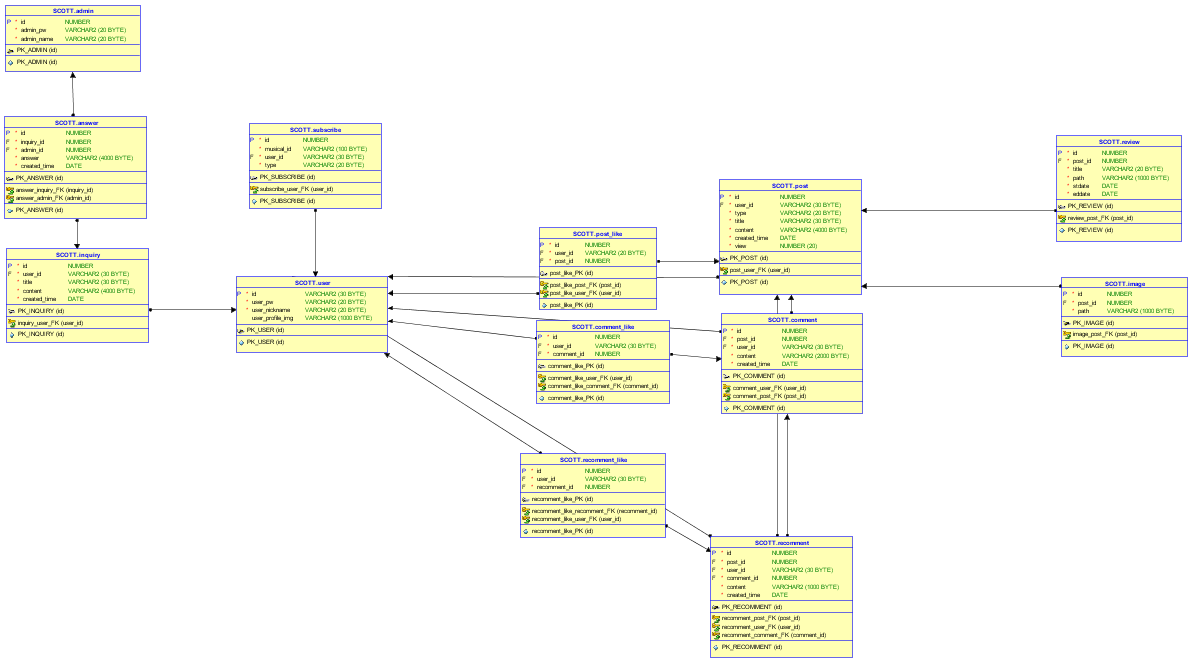 SCOTT.admin
P * id NUMBER
* admin_pw VARCHAR2 (20 BYTE)
* admin_name VARCHAR2 (20 BYTE)
PK_ADMIN (id)
PK_ADMIN (id)
SCOTT.answer
P * id NUMBER
F * inquiry_id NUMBER
F * admin_id NUMBER
* answer VARCHAR2 (4000 BYTE)
* created_time DATE
PK_ANSWER (id)
answer_inquiry_FK (inquiry_id)
answer_admin_FK (admin_id)
PK_ANSWER (id)
SCOTT.inquiry
P * id NUMBER
F * user_id VARCHAR2 (30 BYTE)
* title VARCHAR2 (30 BYTE)
* content VARCHAR2 (4000 BYTE)
* created_time DATE
PK_INQUIRY (id)
inquiry_user_FK (user_id)
PK_INQUIRY (id)
SCOTT.subscribe
P * id NUMBER
* musical_id VARCHAR2 (100 BYTE)
F * user_id VARCHAR2 (30 BYTE)
* type VARCHAR2 (20 BYTE)
PK_SUBSCRIBE (id)
subscribe_user_FK (user_id)
PK_SUBSCRIBE (id)
SCOTT.user
P * id VARCHAR2 (30 BYTE)
* user_pw VARCHAR2 (20 BYTE)
* user_nickname VARCHAR2 (20 BYTE)
user_profile_img VARCHAR2 (1000 BYTE)
PK_USER (id)
PK_USER (id)
SCOTT.post_like
P * id NUMBER
F * user_id VARCHAR2 (20 BYTE)
F * post_id NUMBER
post_like_PK (id)
post_like_post_FK (post_id)
post_like_user_FK (user_id)
post_like_PK (id)
SCOTT.comment_like
P * id NUMBER
F * user_id VARCHAR2 (30 BYTE)
F * comment_id NUMBER
comment_like_PK (id)
comment_like_user_FK (user_id)
comment_like_comment_FK (comment_id)
comment_like_PK (id)
SCOTT.recomment_like
P * id NUMBER
F * user_id VARCHAR2 (30 BYTE)
F * recomment_id NUMBER
recomment_like_PK (id)
recomment_like_recomment_FK (recomment_id)
recomment_like_user_FK (user_id)
recomment_like_PK (id)
SCOTT.post
P * id NUMBER
F * user_id VARCHAR2 (30 BYTE)
* type VARCHAR2 (20 BYTE)
* title VARCHAR2 (30 BYTE)
* content VARCHAR2 (4000 BYTE)
* created_time DATE
* view NUMBER (20)
PK_POST (id)
post_user_FK (user_id)
PK_POST (id)
SCOTT.comment
P * id NUMBER
F * post_id NUMBER
F * user_id VARCHAR2 (30 BYTE)
* content VARCHAR2 (2000 BYTE)
* created_time DATE
PK_COMMENT (id)
comment_user_FK (user_id)
comment_post_FK (post_id)
PK_COMMENT (id)
SCOTT.recomment
P * id NUMBER
F * post_id NUMBER
F * user_id VARCHAR2 (30 BYTE)
F * comment_id NUMBER
* content VARCHAR2 (1000 BYTE)
* created_time DATE
PK_RECOMMENT (id)
recomment_post_FK (post_id)
recomment_user_FK (user_id)
recomment_comment_FK (comment_id)
PK_RECOMMENT (id)
SCOTT.review
P * id NUMBER
F * post_id NUMBER
* title VARCHAR2 (20 BYTE)
* path VARCHAR2 (1000 BYTE)
* stdate DATE
* eddate DATE
PK_REVIEW (id)
review_post_FK (post_id)
PK_REVIEW (id)
SCOTT.image
P * id NUMBER
F * post_id NUMBER
* path VARCHAR2 (1000 BYTE)
PK_IMAGE (id)
image_post_FK (post_id)
PK_IMAGE (id)